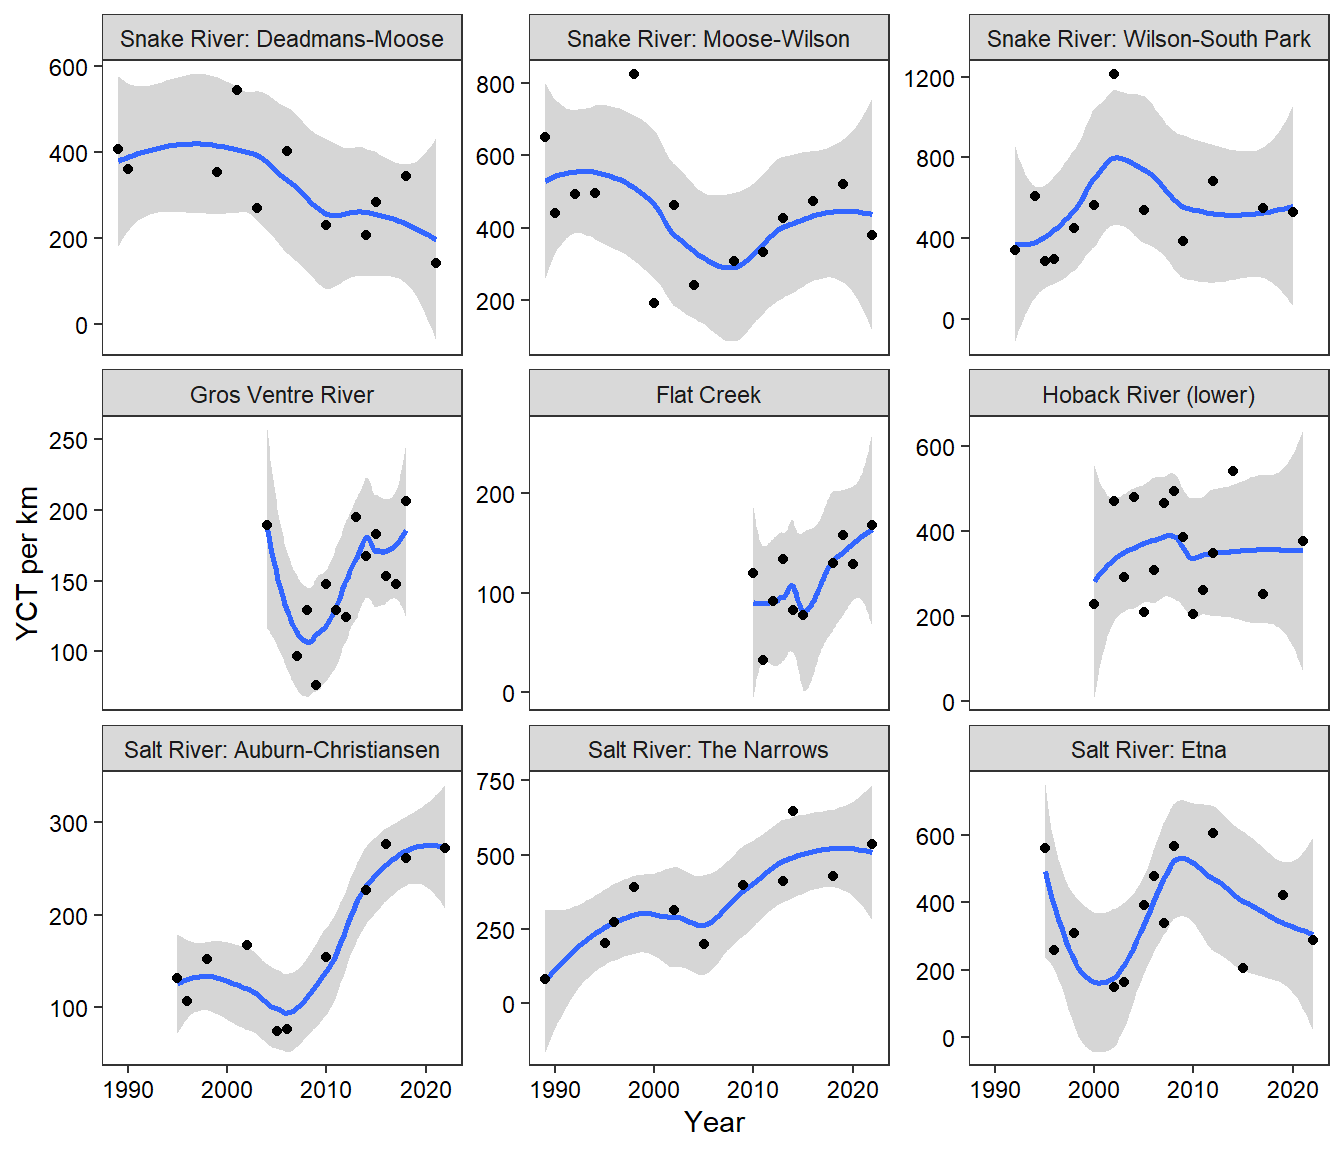 Snake River: Deadmans-Moose
Snake River: Moose-Wilson
Snake River: Wilson-South Park
600
400
200
0
800
600
400
200
1200
800
400
0
Gros Ventre River
Flat Creek
Hoback River (lower)
250
200
150
100
200
100
0
600
400
200
0
YCT per km
Salt River: Auburn-Christiansen
Salt River: The Narrows
Salt River: Etna
300
200
100
750
500
250
0
600
400
200
0
1990 2000 2010 2020
1990 2000 2010 2020
1990 2000 2010 2020
Year